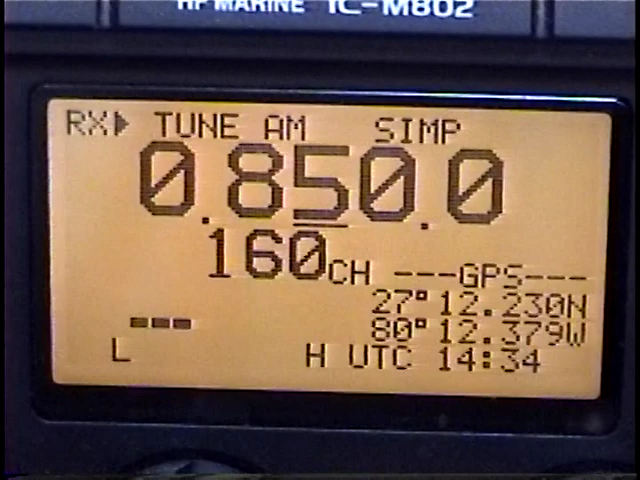 HF MARINE IC-M802
RX▶ TUNE AM SIMP
0.850.0
160CH ---GPS---
27°12.230N
80°12.379W
L H UTC 14:34